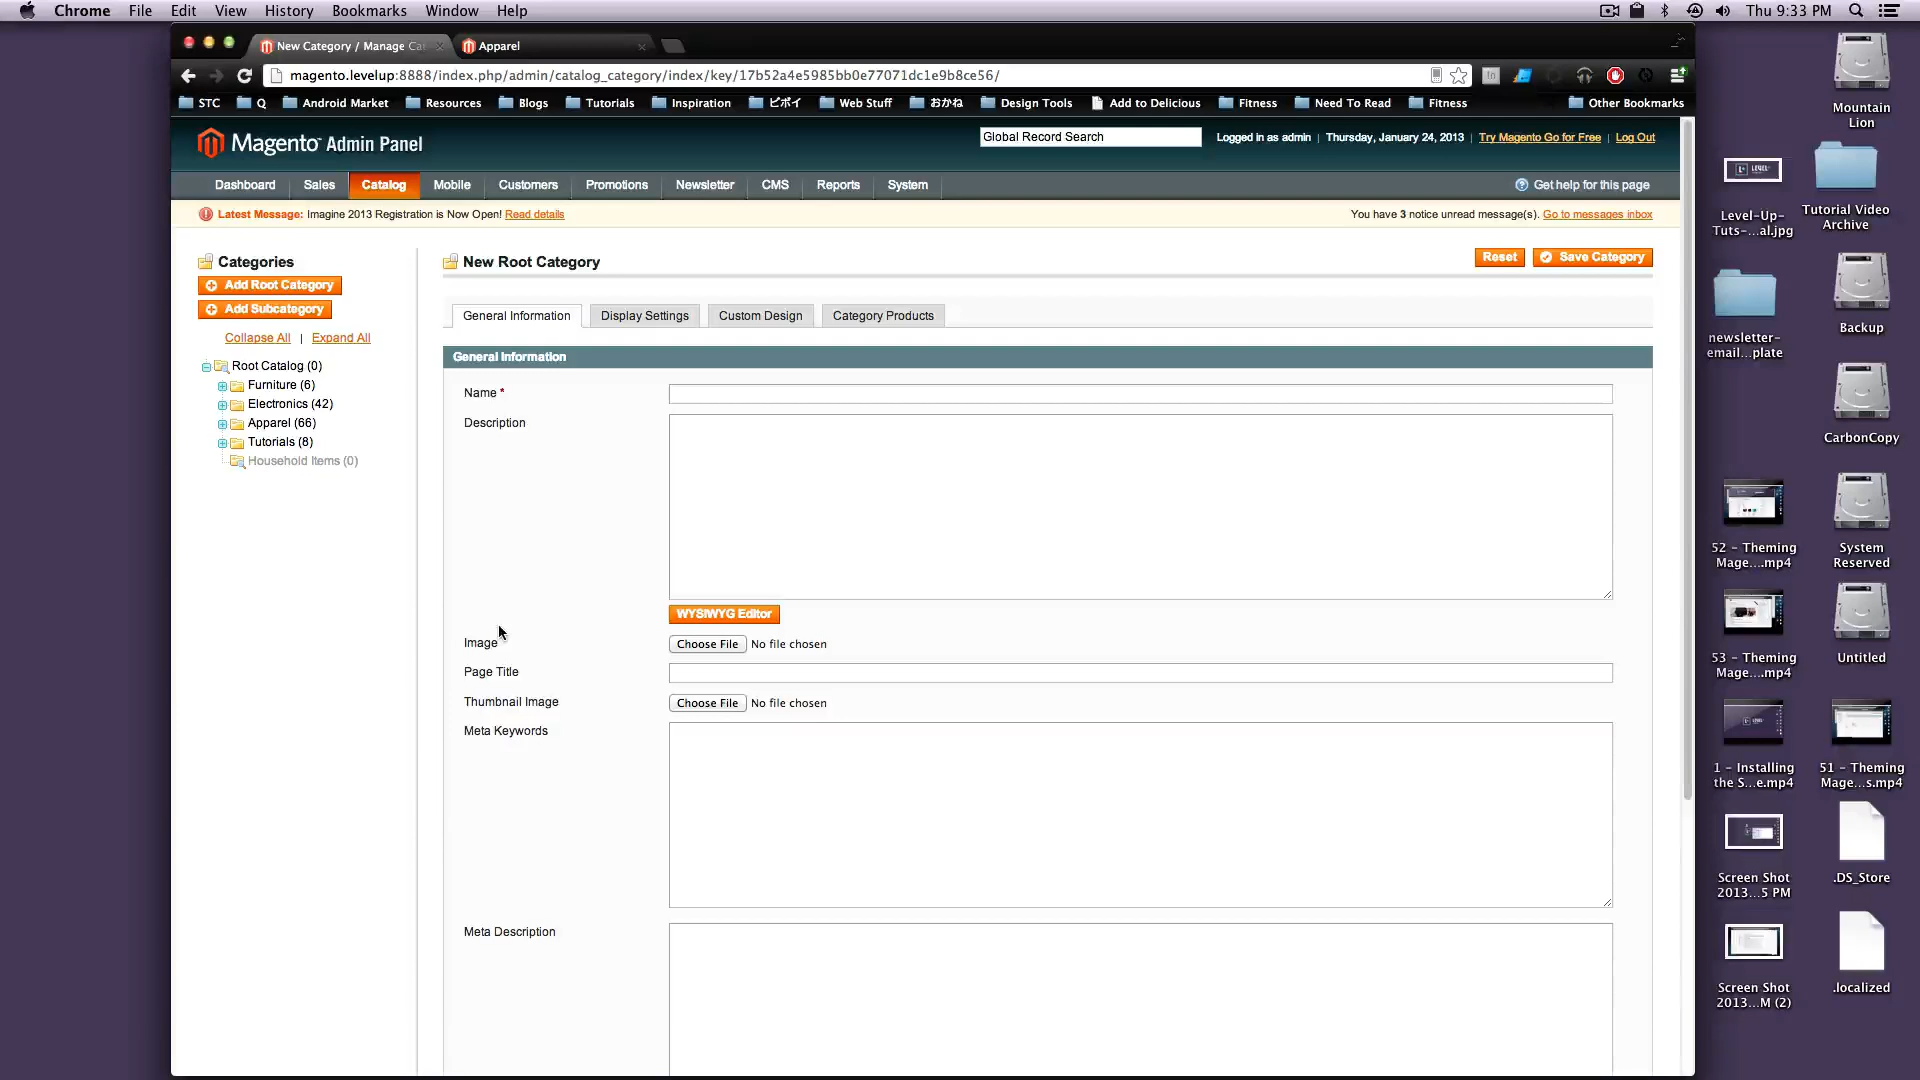 Chrome File Edit View History Bookmarks Window Help Thu 9:33 PM
New Category / Manage Ca Apparel
magento.levelup:8888/index.php/admin/catalog_category/index/key/17b52a4e5985bb0e77071dc1e9b8ce56/
STC Q Android Market Resources Blogs Tutorials Inspiration ビボイ Web Stuff おかね Design Tools Add to Delicious Fitness Need To Read Fitness Other Bookmarks
Magento™ Admin Panel Global Record Search Logged in as admin | Thursday, January 24, 2013 | Try Magento Go for Free | Log Out
Dashboard Sales Catalog Mobile Customers Promotions Newsletter CMS Reports System Get help for this page
Latest Message: Imagine 2013 Registration is Now Open! Read details You have 3 notice unread message(s). Go to messages inbox
Categories
Add Root Category
Add Subcategory
Collapse All | Expand All
Root Catalog (0)
Furniture (6)
Electronics (42)
Apparel (66)
Tutorials (8)
Household Items (0)
New Root Category Reset Save Category
General Information Display Settings Custom Design Category Products
General Information
Name *
Description
WYSIWYG Editor
Image Choose File No file chosen
Page Title
Thumbnail Image Choose File No file chosen
Meta Keywords
Meta Description
Mountain
Lion
Level-Up-
Tuts-...al.jpg
Tutorial Video
Archive
newsletter-
email...plate
Backup
CarbonCopy
52 - Theming
Mage....mp4
System
Reserved
53 - Theming
Mage....mp4
Untitled
1 - Installing
the S...e.mp4
51 - Theming
Mage...s.mp4
Screen Shot
2013...5 PM
.DS_Store
Screen Shot
2013...M (2)
.localized